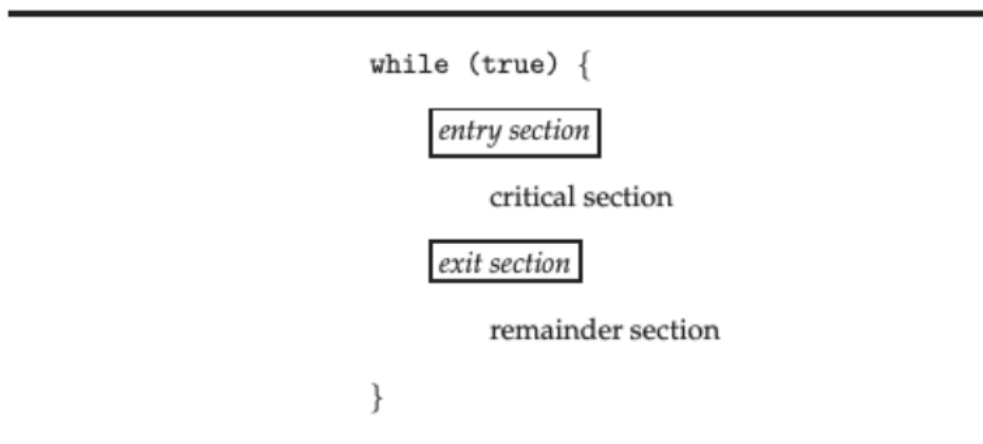 while (true) {
entry section
critical section
exit section
remainder section
}